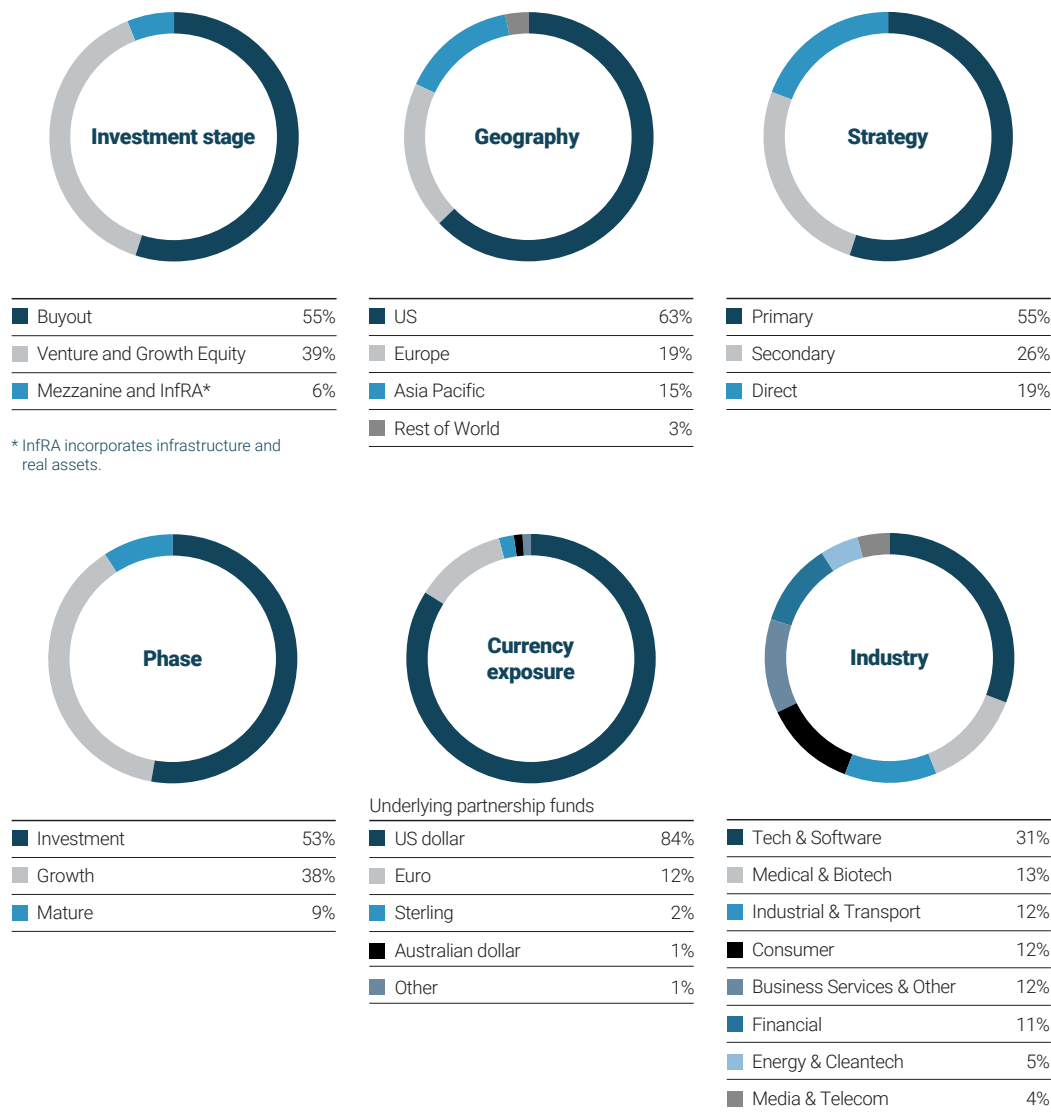 Investment stage
Buyout 55%
Venture and Growth Equity 39%
Mezzanine and InfRA* 6%
* InfRA incorporates infrastructure and
real assets.
Geography
US 63%
Europe 19%
Asia Pacific 15%
Rest of World 3%
Strategy
Primary 55%
Secondary 26%
Direct 19%
Phase
Investment 53%
Growth 38%
Mature 9%
Currency
exposure
Underlying partnership funds
US dollar 84%
Euro 12%
Sterling 2%
Australian dollar 1%
Other 1%
Industry
Tech & Software 31%
Medical & Biotech 13%
Industrial & Transport 12%
Consumer 12%
Business Services & Other 12%
Financial 11%
Energy & Cleantech 5%
Media & Telecom 4%